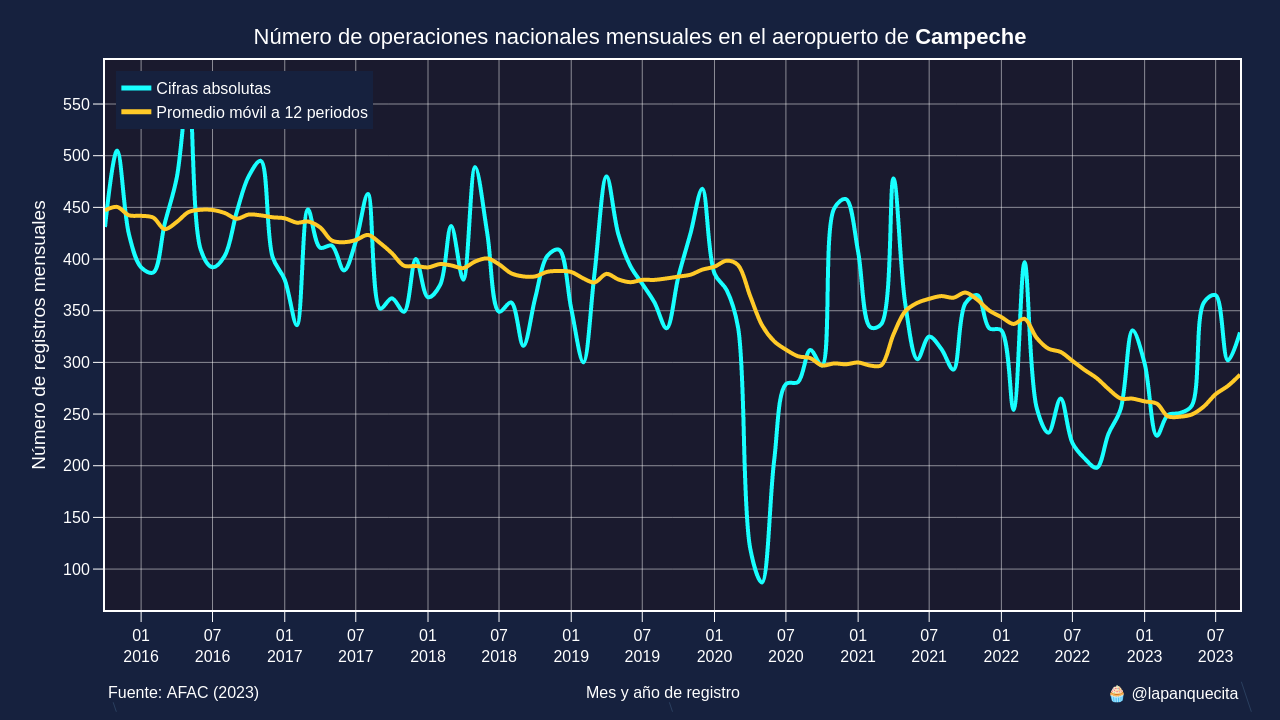 Número de operaciones nacionales mensuales en el aeropuerto de Campeche
Cifras absolutas
Promedio móvil a 12 periodos
Número de registros mensuales
550
500
450
400
350
300
250
200
150
100
01 07 01 07 01 07 01 07 01 07 01 07 01 07 01 07
2016 2016 2017 2017 2018 2018 2019 2019 2020 2020 2021 2021 2022 2022 2023 2023
Fuente: AFAC (2023) Mes y año de registro 🧁 @lapanquecita